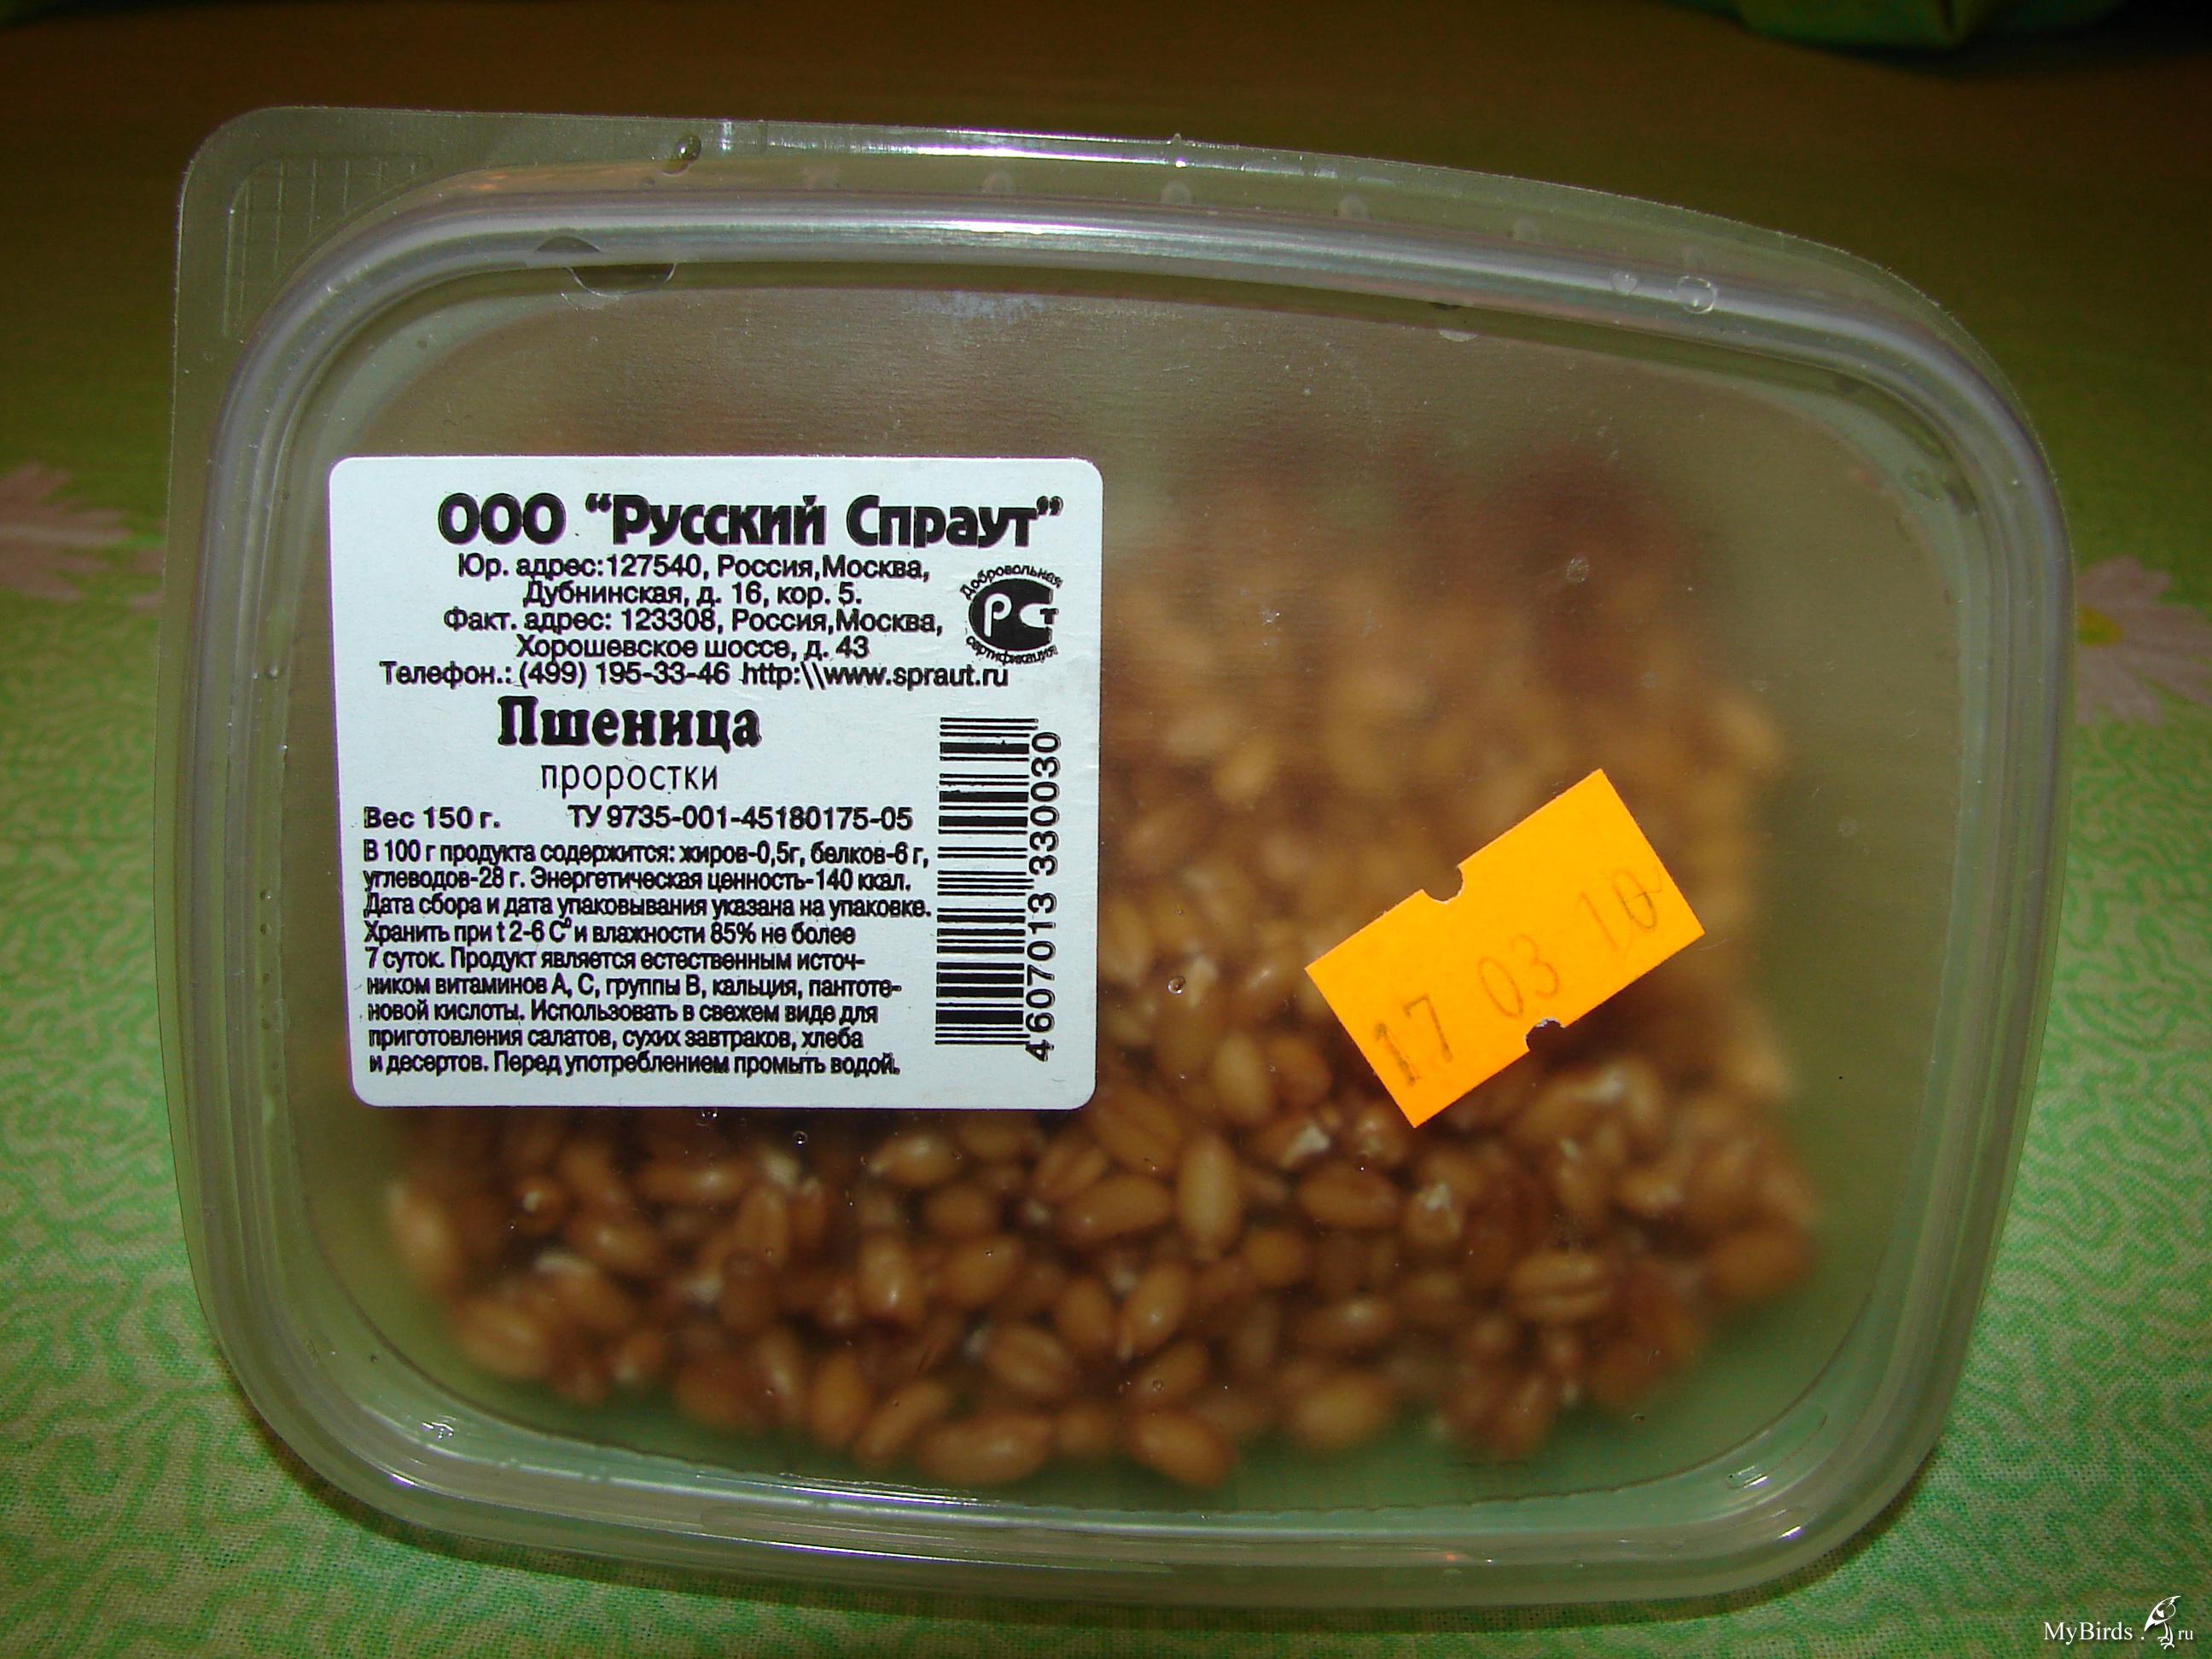 ООО "Русский Спраут"
Юр. адрес:127540, Россия,Москва,
Дубнинская, д. 16, кор. 5.
Факт. адрес: 123308, Россия,Москва,
Хорошевское шоссе, д. 43
Телефон.: (499) 195-33-46 http:\\www.spraut.ru
Добровольная
РСТ
сертификация
Пшеница
проростки
Вес 150 г. ТУ 9735-001-45180175-05
В 100 г продукта содержится: жиров-0,5г, белков-6 г,
углеводов-28 г. Энергетическая ценность-140 ккал.
Дата сбора и дата упаковывания указана на упаковке.
Хранить при t 2-6 С° и влажности 85% не более
7 суток. Продукт является естественным источ-
ником витаминов А, С, группы В, кальция, пантоте-
новой кислоты. Использовать в свежем виде для
приготовления салатов, сухих завтраков, хлеба
и десертов. Перед употреблением промыть водой.
4 607013 330030
17 03 10
MyBirds.ru